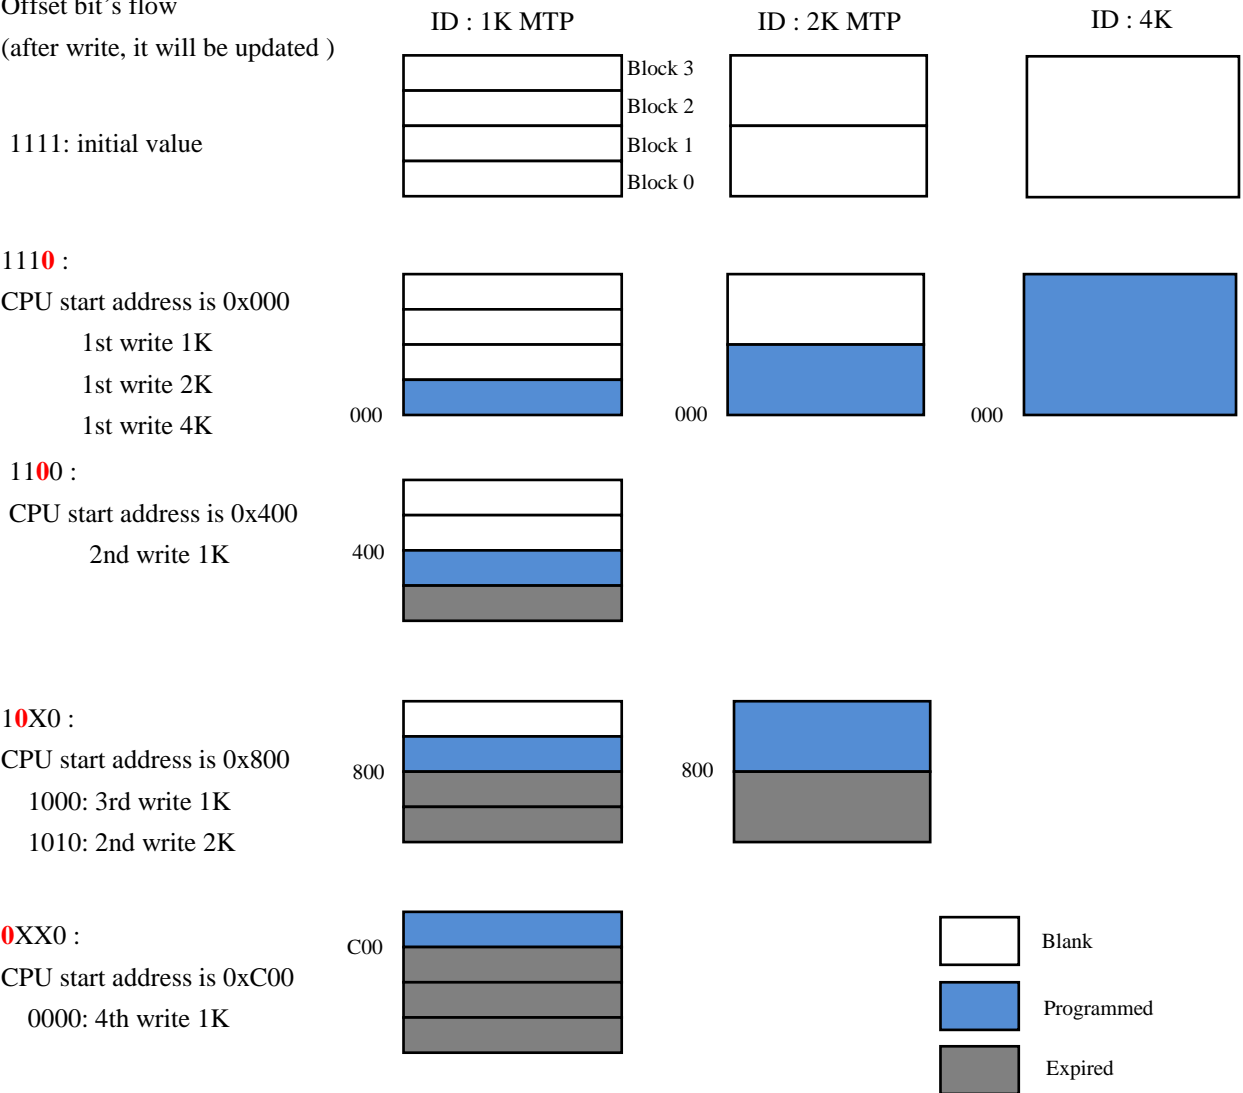 Offset bit's flow
(after write, it will be updated )
ID : 1K MTP
ID : 2K MTP
ID : 4K
Block 3
Block 2
Block 1
Block 0
1111: initial value
1110 :
CPU start address is 0x000
1st write 1K
1st write 2K
1st write 4K
000
000
000
1100 :
CPU start address is 0x400
2nd write 1K
400
10X0 :
CPU start address is 0x800
1000: 3rd write 1K
1010: 2nd write 2K
800
800
0XX0 :
CPU start address is 0xC00
0000: 4th write 1K
C00
Blank
Programmed
Expired